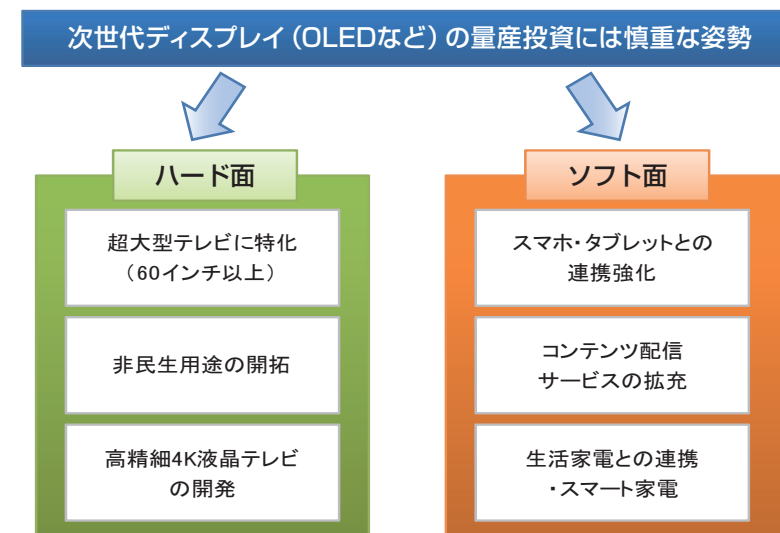 次世代ディスプレイ（OLEDなど）の量産投資には慎重な姿勢
ハード面
超大型テレビに特化
（60インチ以上）
非民生用途の開拓
高精細4K液晶テレビ
の開発
ソフト面
スマホ・タブレットとの
連携強化
コンテンツ配信
サービスの拡充
生活家電との連携
・スマート家電